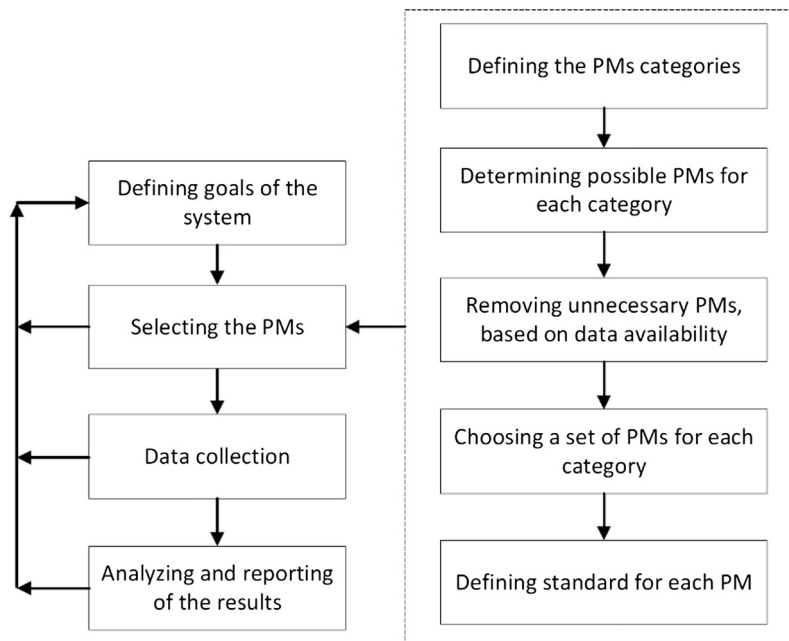 Defining goals of the
system
Selecting the PMs
Data collection
Analyzing and reporting
of the results
Defining the PMs categories
Determining possible PMs for
each category
Removing unnecessary PMs,
based on data availability
Choosing a set of PMs for each
category
Defining standard for each PM